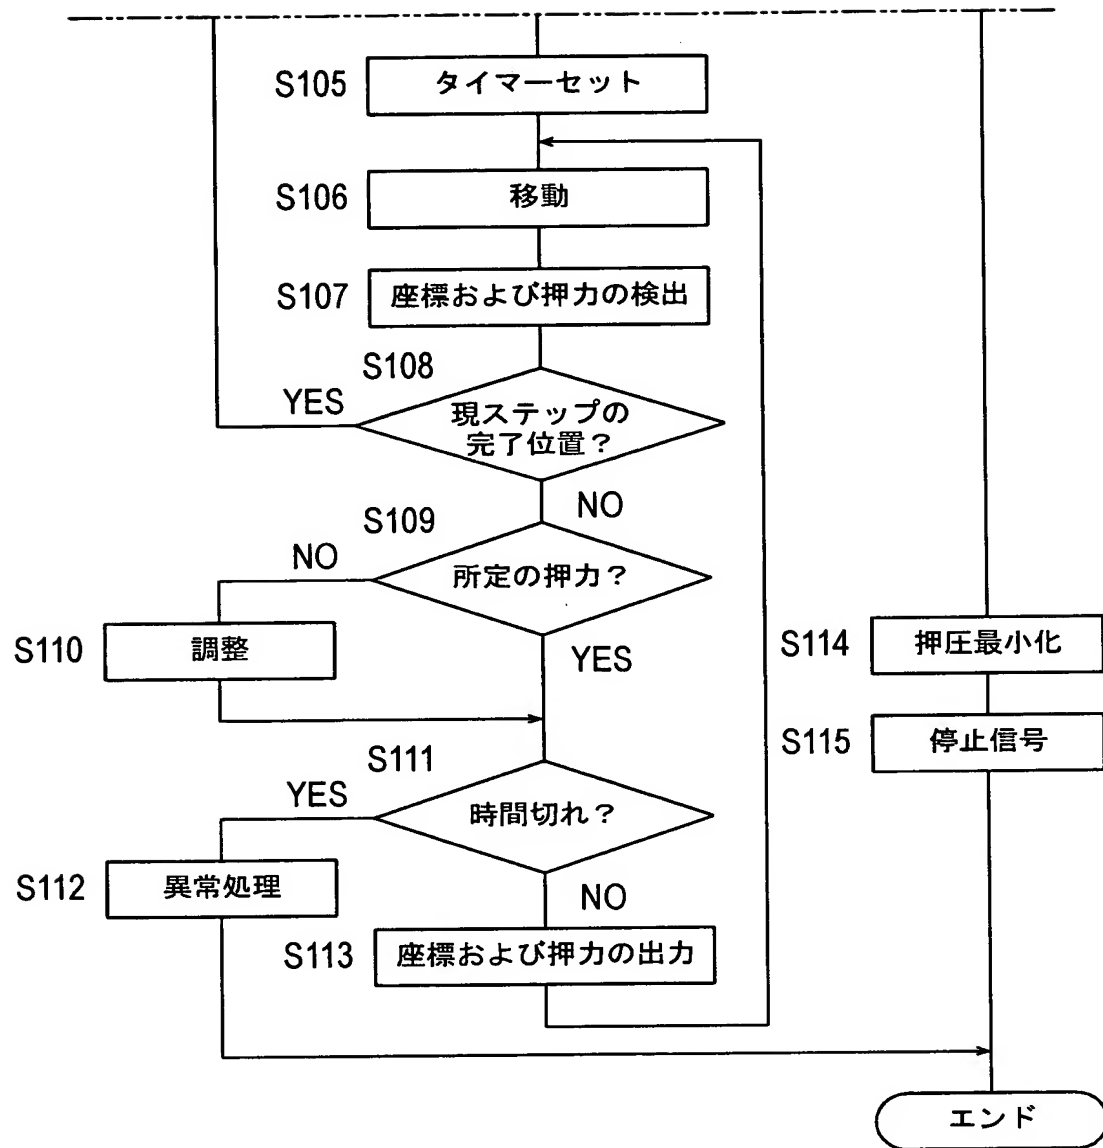 S105
タイマーセット
S106
移動
S107
座標および押力の検出
S108
YES
現ステップの
完了位置？
NO
S109
NO
所定の押力？
YES
S110
調整
S111
YES
時間切れ？
NO
S112
異常処理
S113
座標および押力の出力
S114
押圧最小化
S115
停止信号
エンド